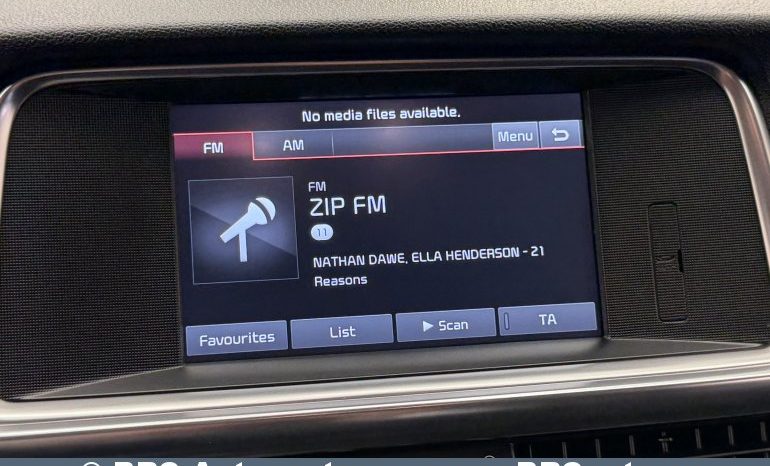 No media files available.
FM
AM
Menu
FM
ZIP FM
11
NATHAN DAWE, ELLA HENDERSON - 21
Reasons
Favourites
List
Scan
TA